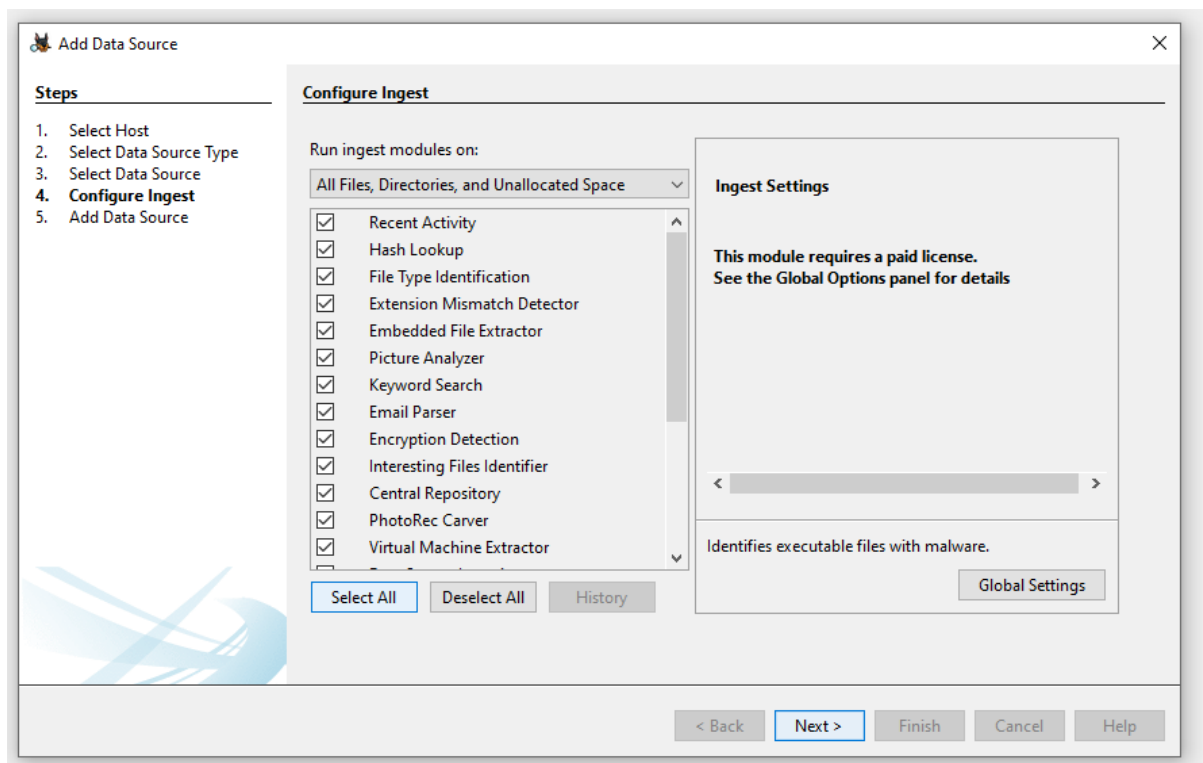 Add Data Source
Steps
1. Select Host
2. Select Data Source Type
3. Select Data Source
4. Configure Ingest
5. Add Data Source
Configure Ingest
Run ingest modules on:
All Files, Directories, and Unallocated Space
Recent Activity
Hash Lookup
File Type Identification
Extension Mismatch Detector
Embedded File Extractor
Picture Analyzer
Keyword Search
Email Parser
Encryption Detection
Interesting Files Identifier
Central Repository
PhotoRec Carver
Virtual Machine Extractor
Select All Deselect All History
Ingest Settings
This module requires a paid license.
See the Global Options panel for details
Identifies executable files with malware.
Global Settings
< Back Next > Finish Cancel Help